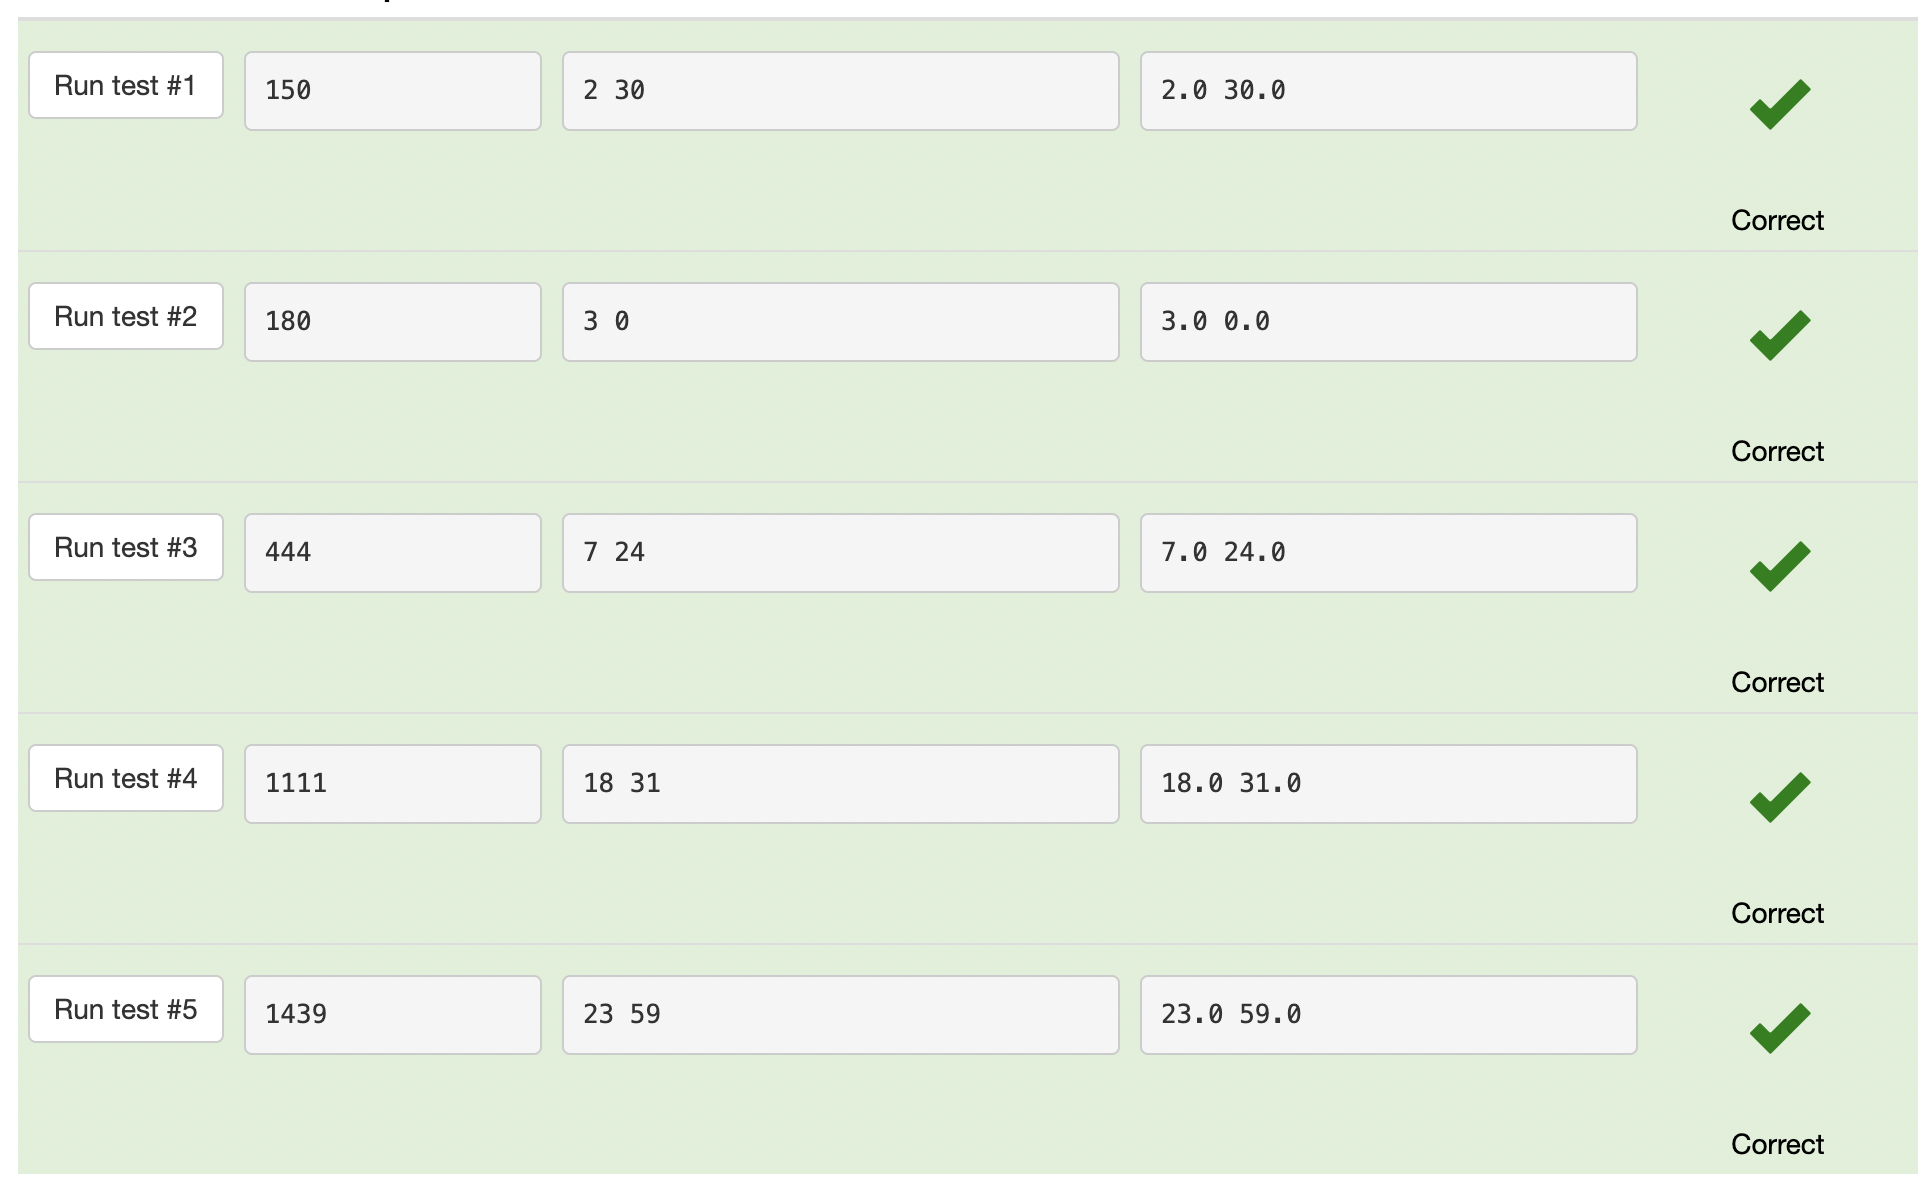 Run test #1 150 2 30 2.0 30.0
Correct
Run test #2 180 3 0 3.0 0.0
Correct
Run test #3 444 7 24 7.0 24.0
Correct
Run test #4 1111 18 31 18.0 31.0
Correct
Run test #5 1439 23 59 23.0 59.0
Correct